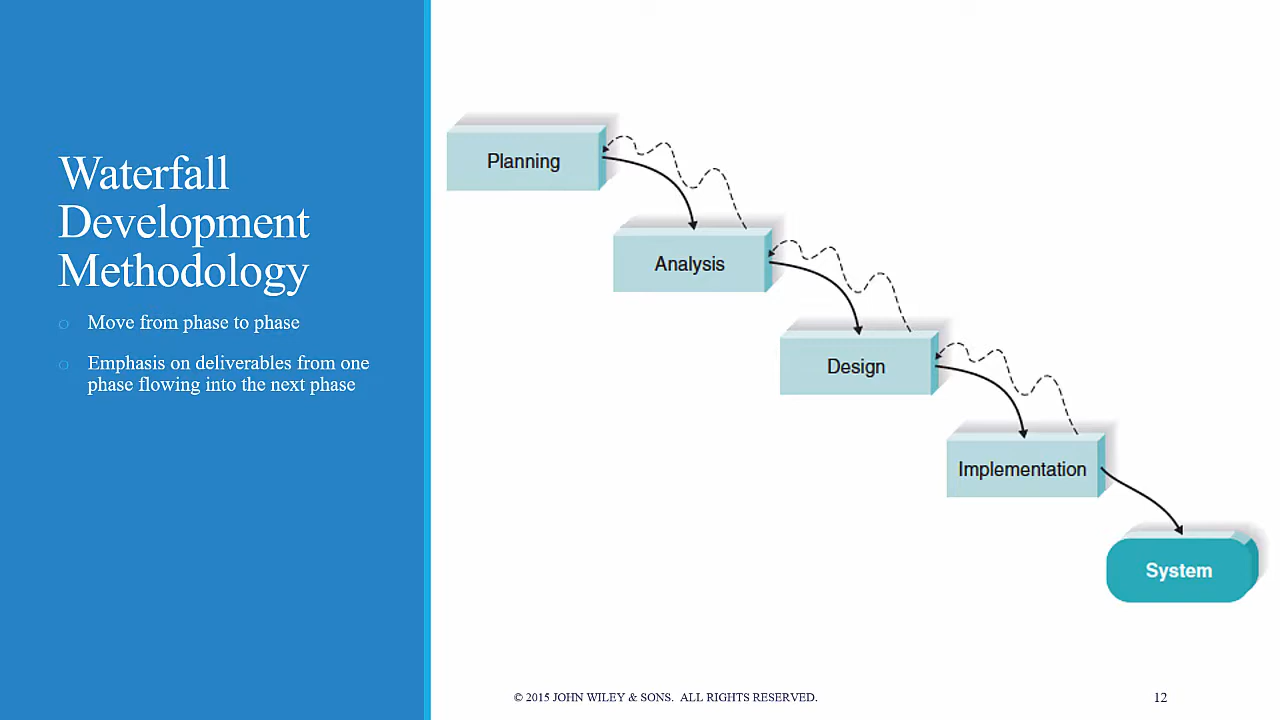 Waterfall
Development
Methodology
Move from phase to phase
Emphasis on deliverables from one
phase flowing into the next phase
Planning
Analysis
Design
Implementation
System
© 2015 JOHN WILEY & SONS. ALL RIGHTS RESERVED.
12